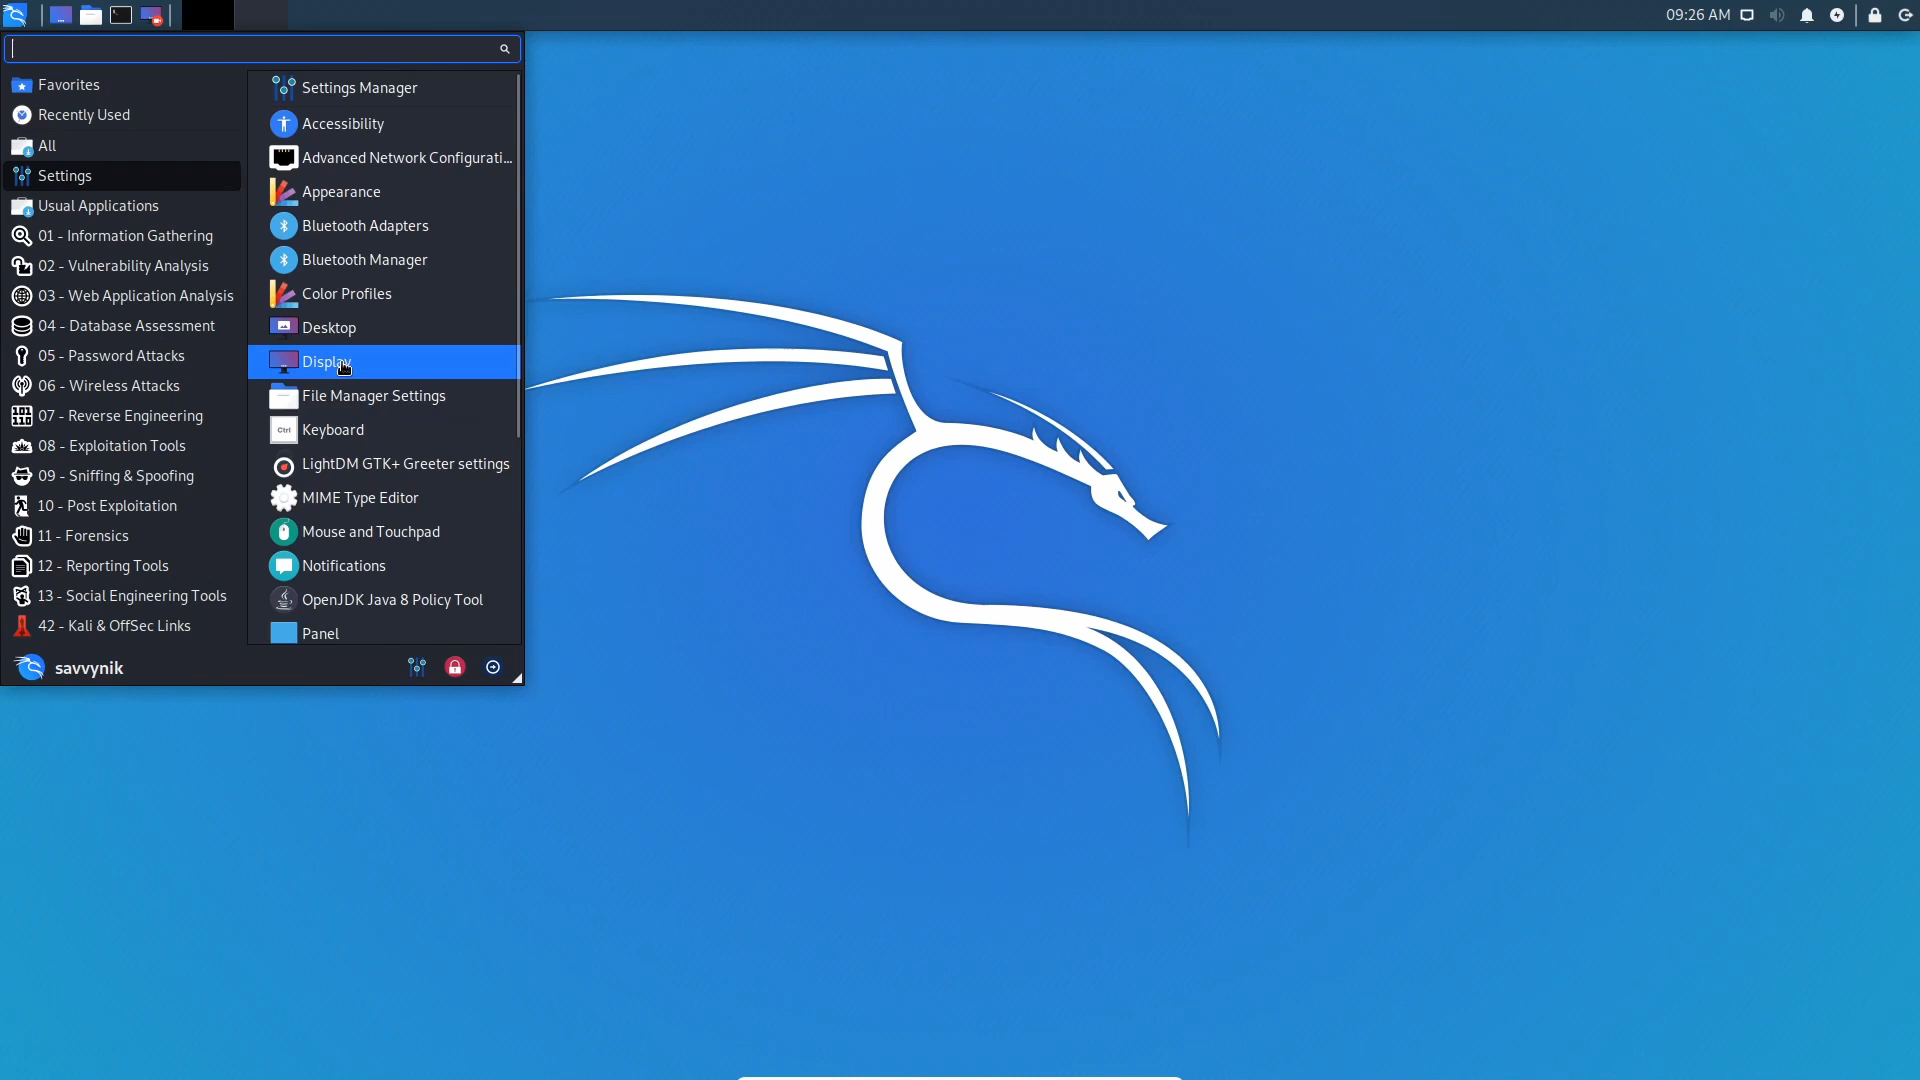 09:26 AM
Favorites
Recently Used
All
Settings
Usual Applications
01 - Information Gathering
02 - Vulnerability Analysis
03 - Web Application Analysis
04 - Database Assessment
05 - Password Attacks
06 - Wireless Attacks
07 - Reverse Engineering
08 - Exploitation Tools
09 - Sniffing & Spoofing
10 - Post Exploitation
11 - Forensics
12 - Reporting Tools
13 - Social Engineering Tools
42 - Kali & OffSec Links
Settings Manager
Accessibility
Advanced Network Configurati...
Appearance
Bluetooth Adapters
Bluetooth Manager
Color Profiles
Desktop
Display
File Manager Settings
Ctrl
Keyboard
LightDM GTK+ Greeter settings
MIME Type Editor
Mouse and Touchpad
Notifications
OpenJDK Java 8 Policy Tool
Panel
savvynik